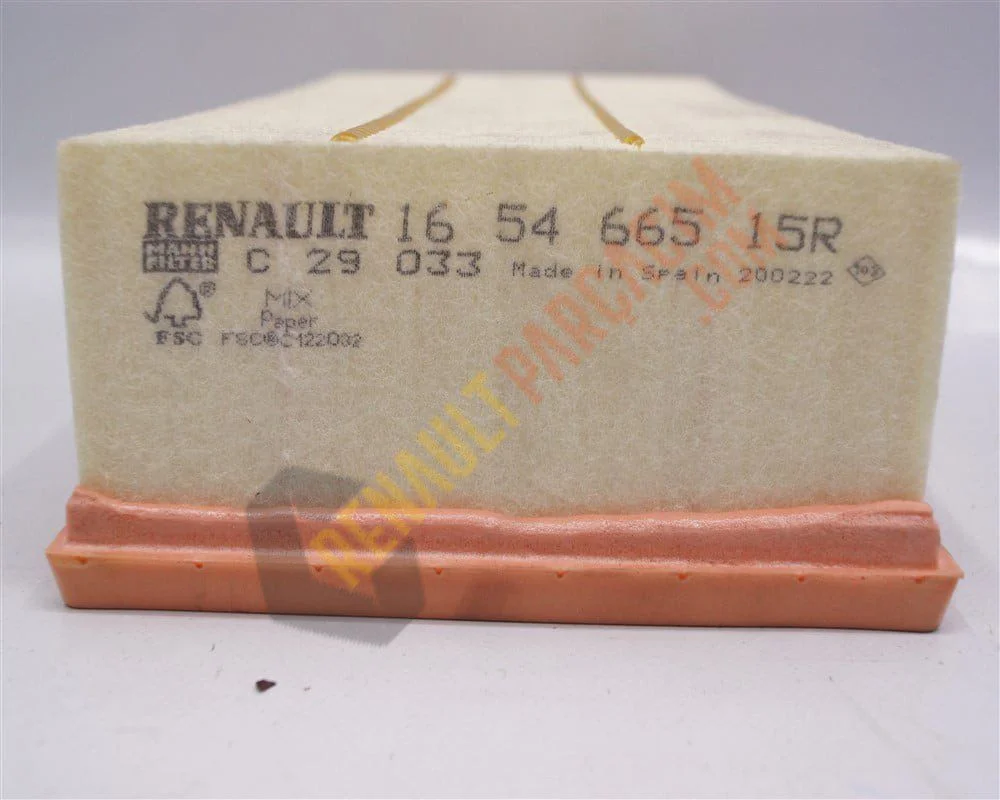 RENAULT 16 54 665 15R
MANN
FILTER
C 29 033 Made in Spain 200222 102
® MIX
Paper
FSC FSC®C122032
RENAULT PARÇACIM
.COM